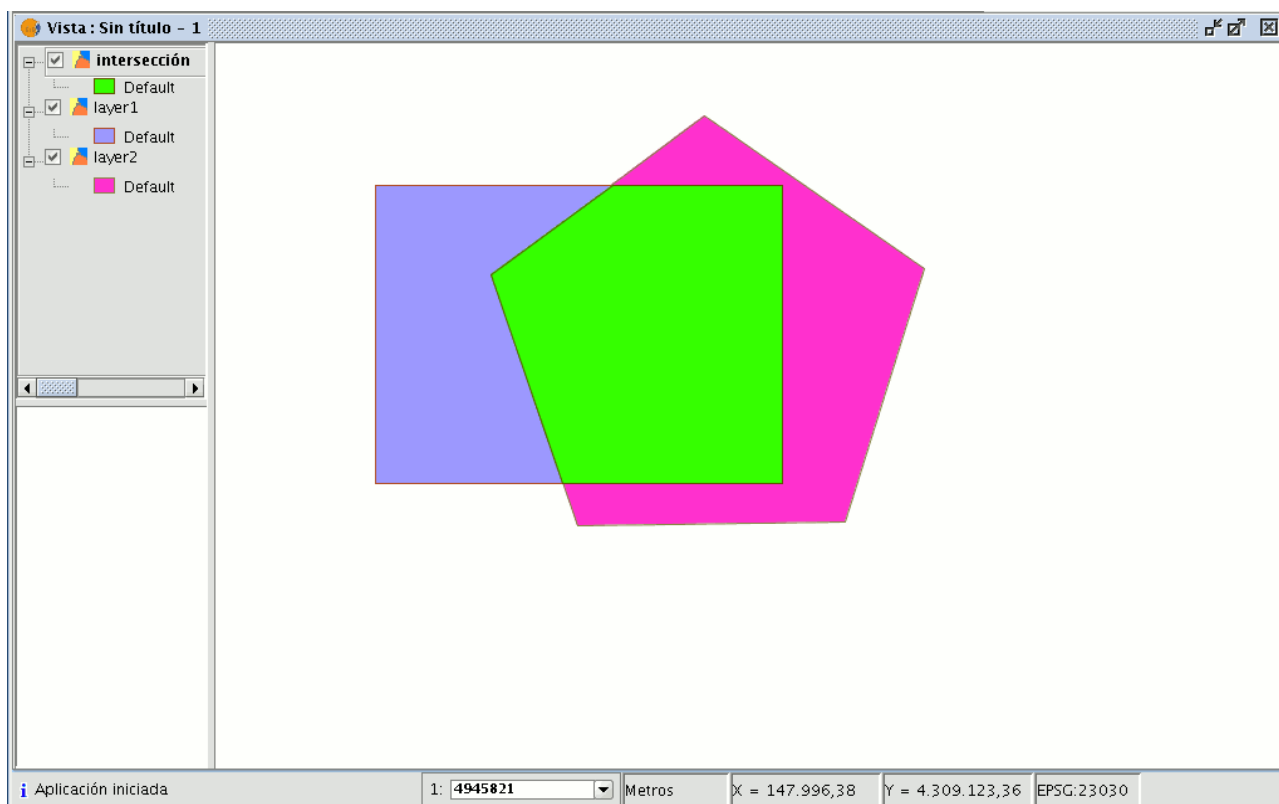 Vista : Sin título – 1
intersección
Default
layer1
Default
layer2
Default
Aplicación iniciada
1: 4945821
Metros
X = 147.996,38
Y = 4.309.123,36
EPSG:23030